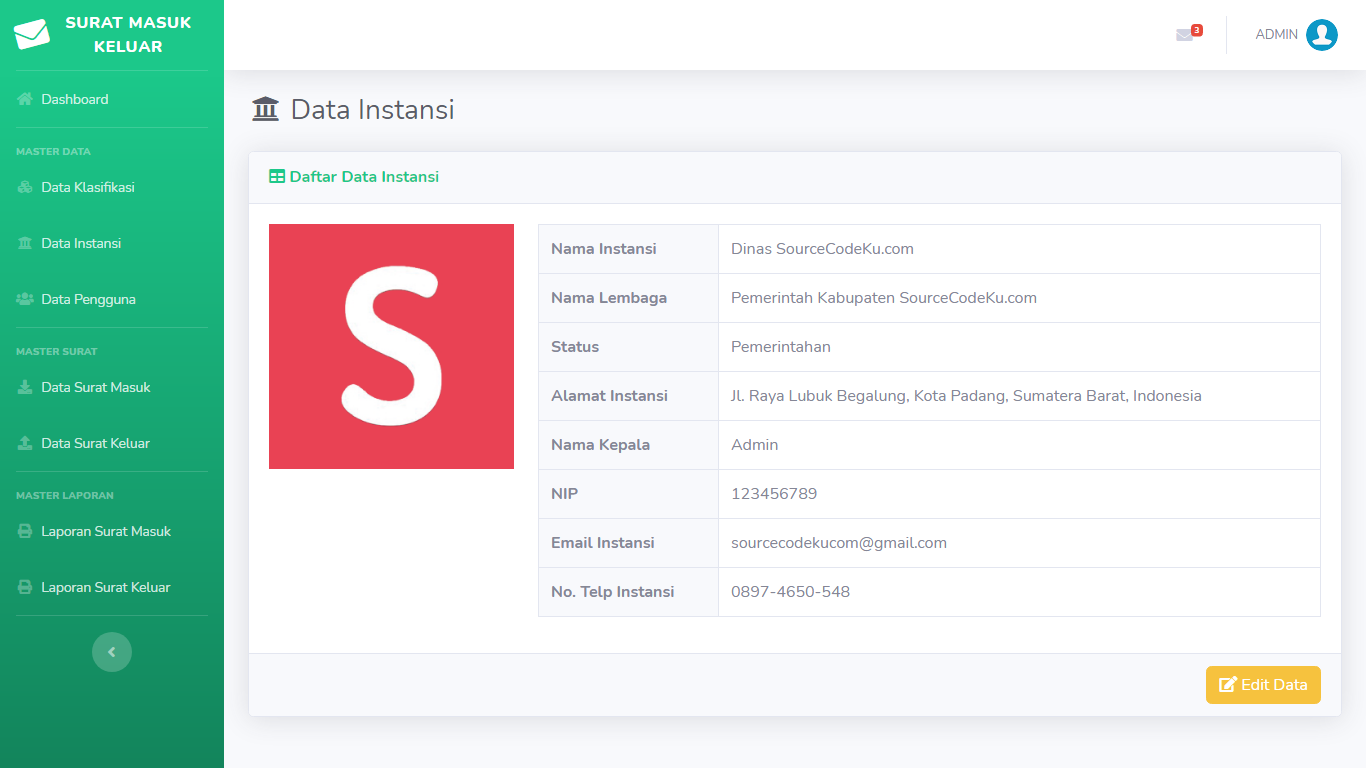 SURAT MASUK
KELUAR
3
ADMIN
Dashboard
MASTER DATA
Data Klasifikasi
Data Instansi
Data Pengguna
MASTER SURAT
Data Surat Masuk
Data Surat Keluar
MASTER LAPORAN
Laporan Surat Masuk
Laporan Surat Keluar
Data Instansi
Daftar Data Instansi
S
Nama Instansi Dinas SourceCodeKu.com
Nama Lembaga Pemerintah Kabupaten SourceCodeKu.com
Status Pemerintahan
Alamat Instansi Jl. Raya Lubuk Begalung, Kota Padang, Sumatera Barat, Indonesia
Nama Kepala Admin
NIP 123456789
Email Instansi sourcecodekucom@gmail.com
No. Telp Instansi 0897-4650-548
Edit Data